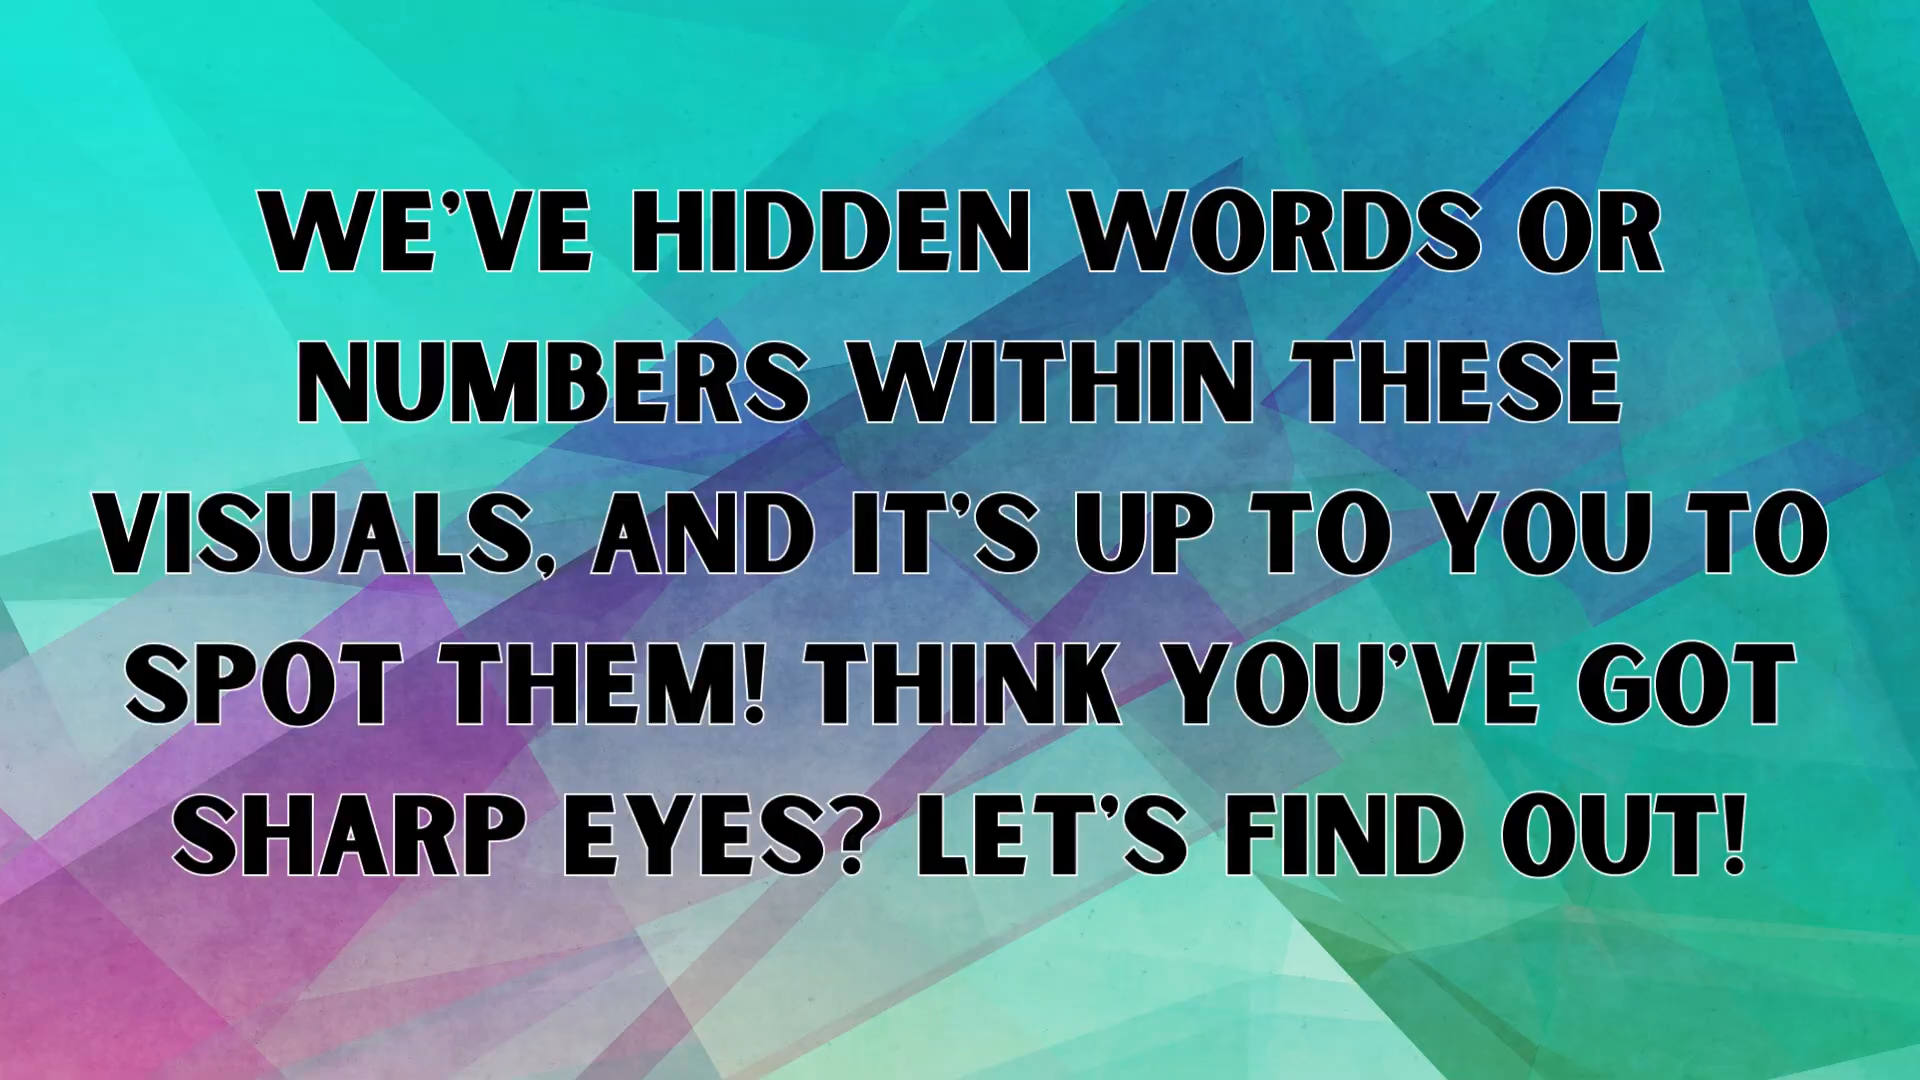 WE'VE HIDDEN WORDS OR
NUMBERS WITHIN THESE
VISUALS, AND IT'S UP TO YOU TO
SPOT THEM! THINK YOU'VE GOT
SHARP EYES? LET'S FIND OUT!